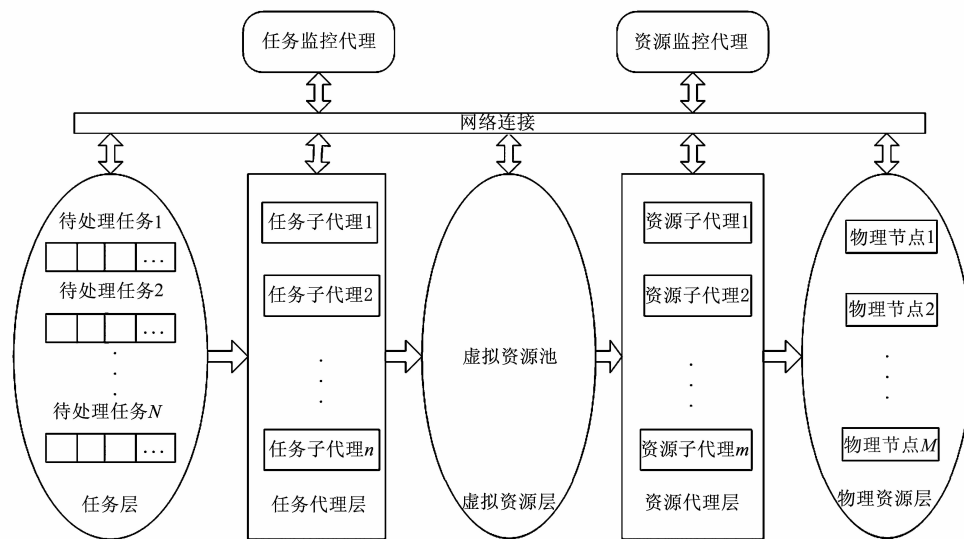 任务监控代理
资源监控代理
网络连接
待处理任务1
...
待处理任务2
...
待处理任务N
...
任务层
任务子代理1
任务子代理2
任务子代理n
任务代理层
虚拟资源池
虚拟资源层
资源子代理1
资源子代理2
资源子代理m
资源代理层
物理节点1
物理节点2
物理节点M
物理资源层